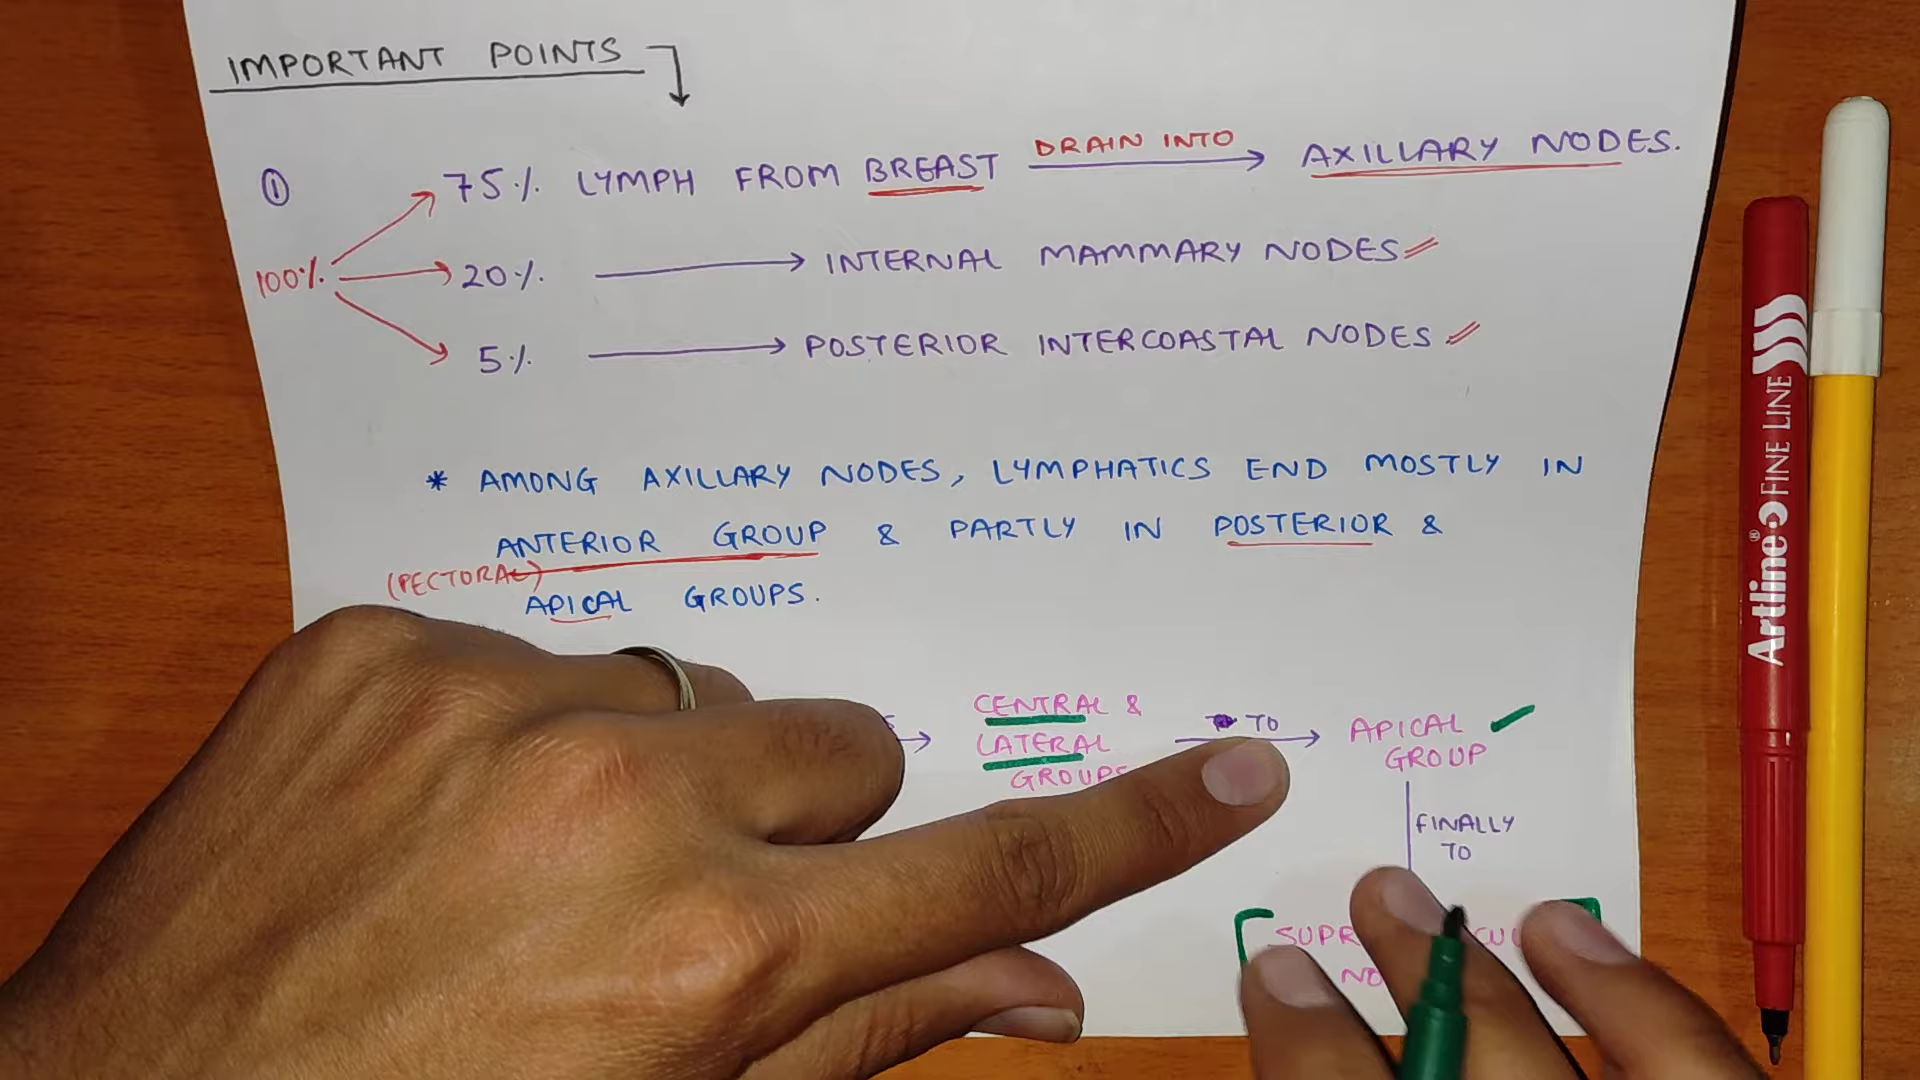 IMPORTANT POINTS
①
75% LYMPH FROM BREAST DRAIN INTO AXILLARY NODES.
100%
20% INTERNAL MAMMARY NODES
5% POSTERIOR INTERCOASTAL NODES
* AMONG AXILLARY NODES, LYMPHATICS END MOSTLY IN
ANTERIOR GROUP & PARTLY IN POSTERIOR &
(PECTORAL)
APICAL GROUPS.
CENTRAL &
LATERAL
GROUPS
TO
APICAL
GROUP
FINALLY
TO
Artline FINE LINE